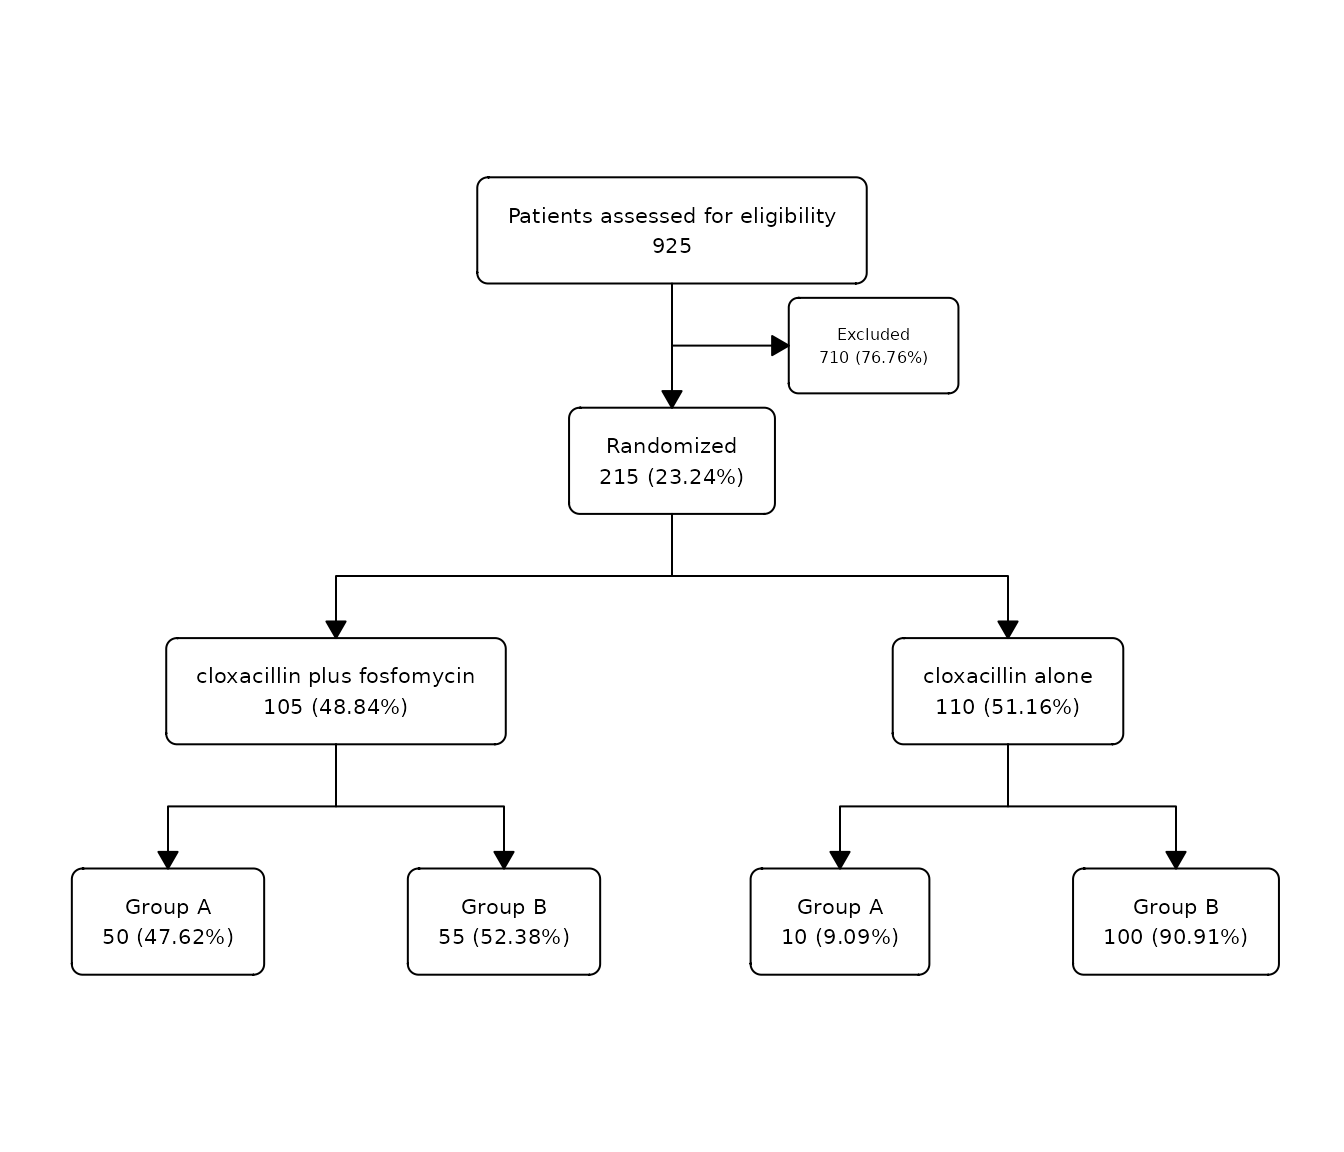 Patients assessed for eligibility
925
Excluded
710 (76.76%)
Randomized
215 (23.24%)
cloxacillin plus fosfomycin
105 (48.84%)
cloxacillin alone
110 (51.16%)
Group A
50 (47.62%)
Group B
55 (52.38%)
Group A
10 (9.09%)
Group B
100 (90.91%)